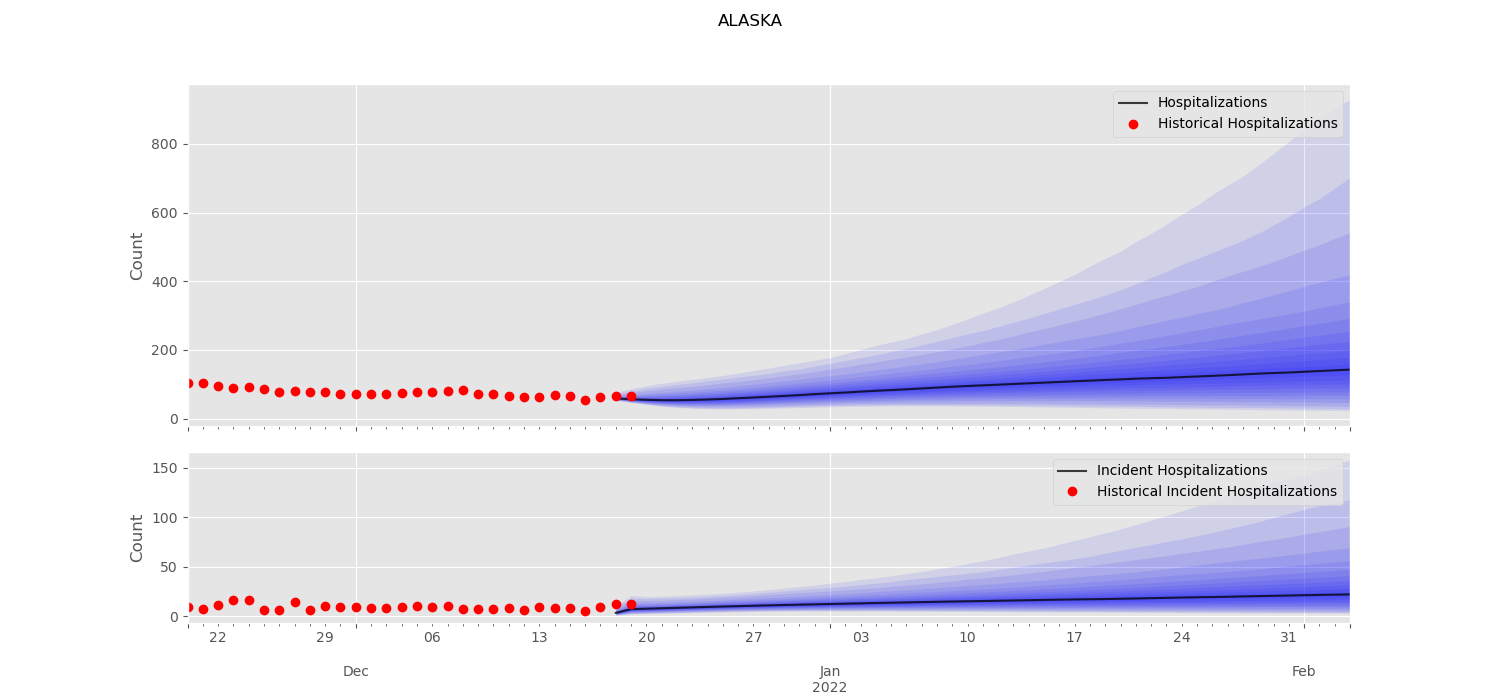 ALASKA
Hospitalizations
Historical Hospitalizations
800
600
400
200
0
Count
Incident Hospitalizations
Historical Incident Hospitalizations
150
100
50
0
Count
22 29 06 13 20 27 03 10 17 24 31
Dec Jan Feb
2022